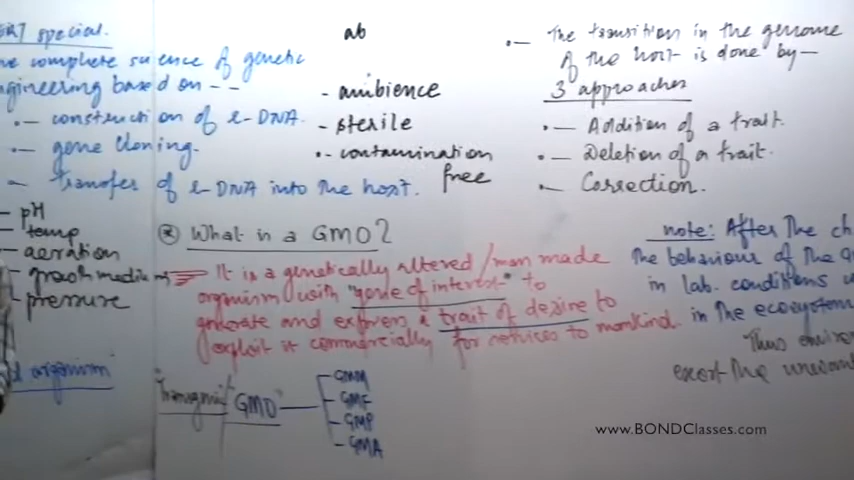 special.
complete science of genetic
based on --
- construction of r-DNA.
- gene cloning.
- transfer of r-DNA into the host.
- pH
- temp
- aeration
- growth medium
- pressure
organism"
ab
- ambience
- sterile
- contamination
free
- The transition in the genome
of the host is done by -
3 approaches
- Addition of a trait.
- Deletion of a trait.
- Correction.
What is a GMO?
It is a genetically altered/man made
organism with "gene of interest" to
generate and express a trait of desire to
exploit it commercially for services to mankind.
"GMO"
GMM
GMF
GMP
GMA
note: After the
the behaviour of the
in lab. conditions
in the ecosystem
Thus
exert the
www.BONDClasses.com